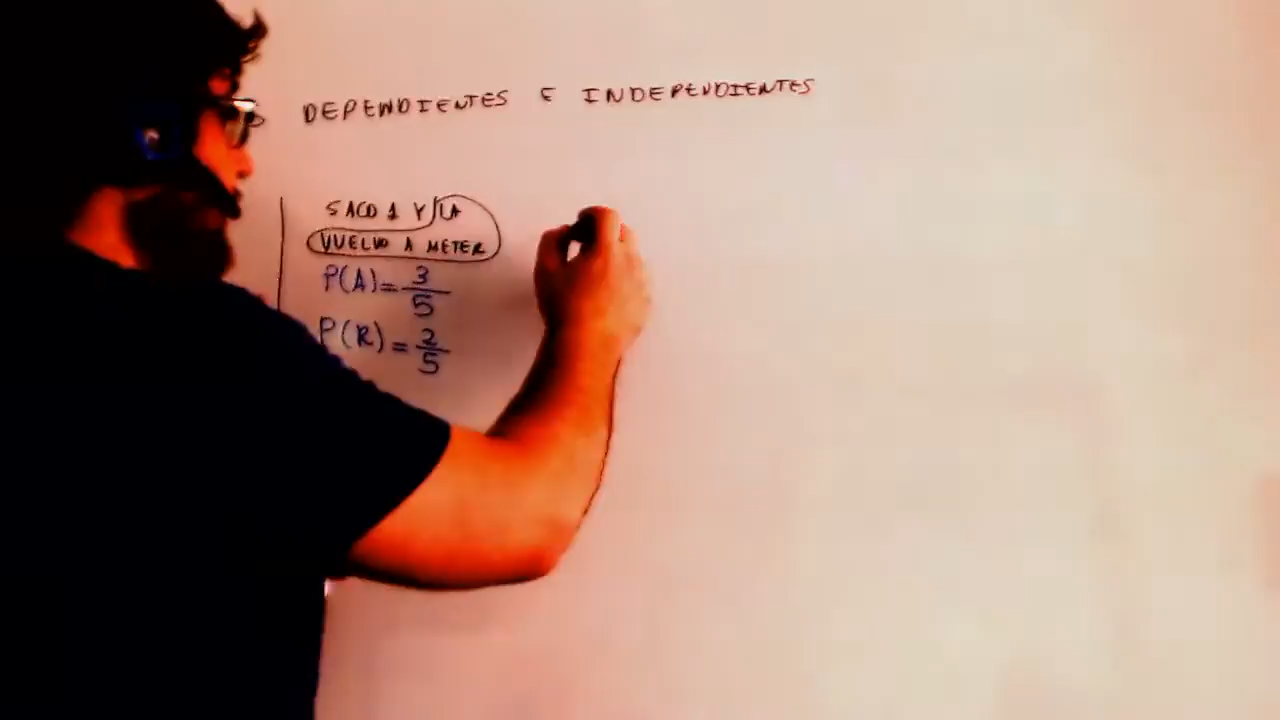 DEPENDIENTES E INDEPENDIENTES
SACO 1 Y LA
VUELVO A METER
P(A)=3/5
P(R)=2/5